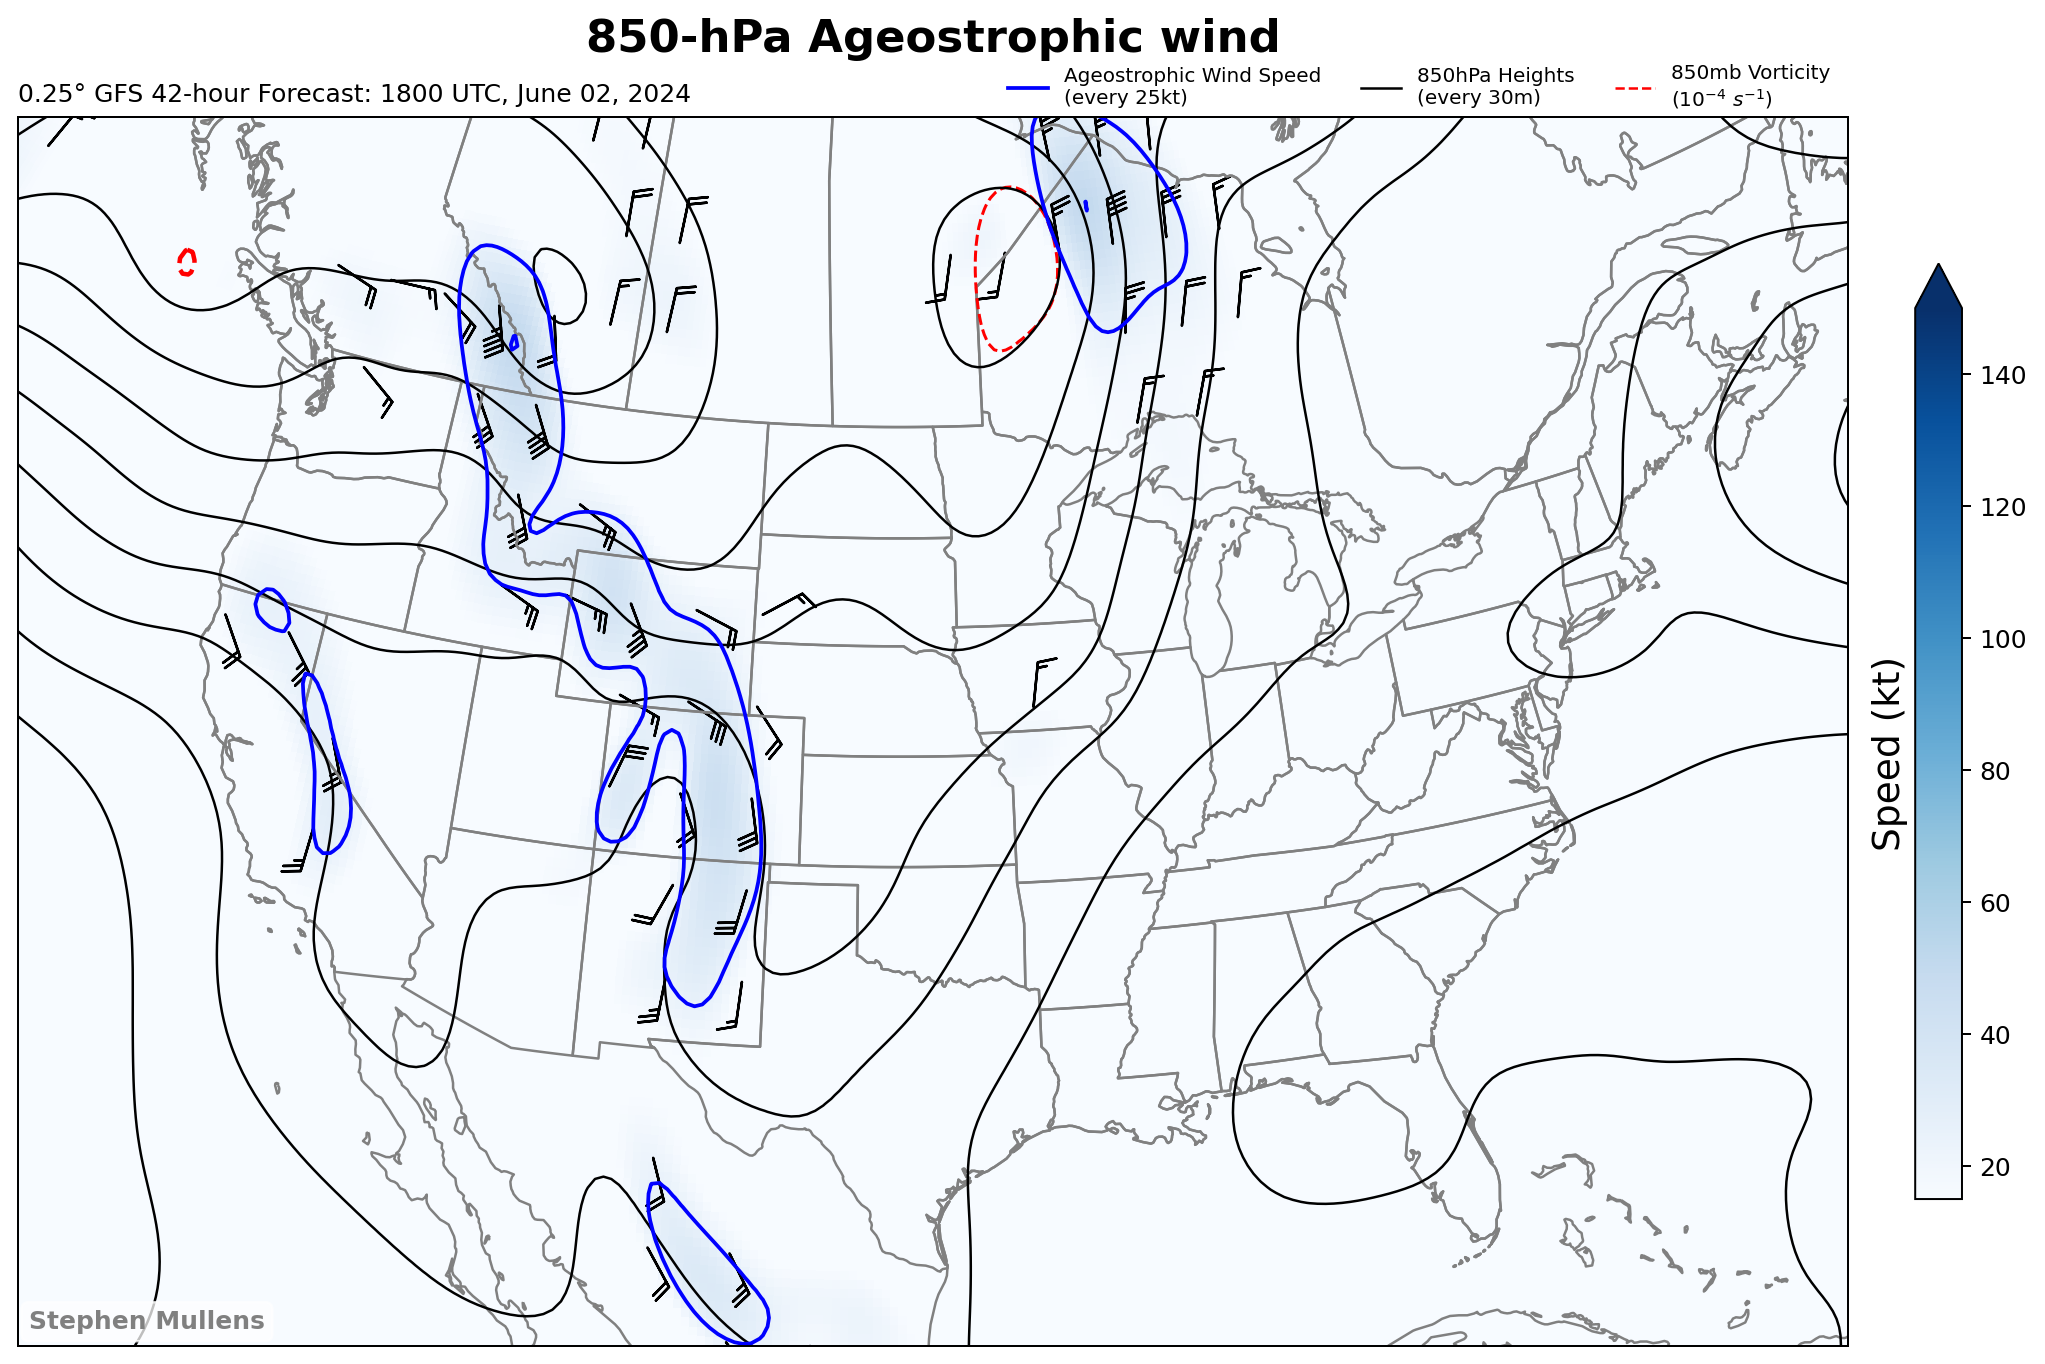 850-hPa Ageostrophic wind
0.25° GFS 42-hour Forecast: 1800 UTC, June 02, 2024
Ageostrophic Wind Speed
(every 25kt)
850hPa Heights
(every 30m)
850mb Vorticity
(10⁻⁴ s⁻¹)
140
120
100
80
60
40
20
Speed (kt)
Stephen Mullens